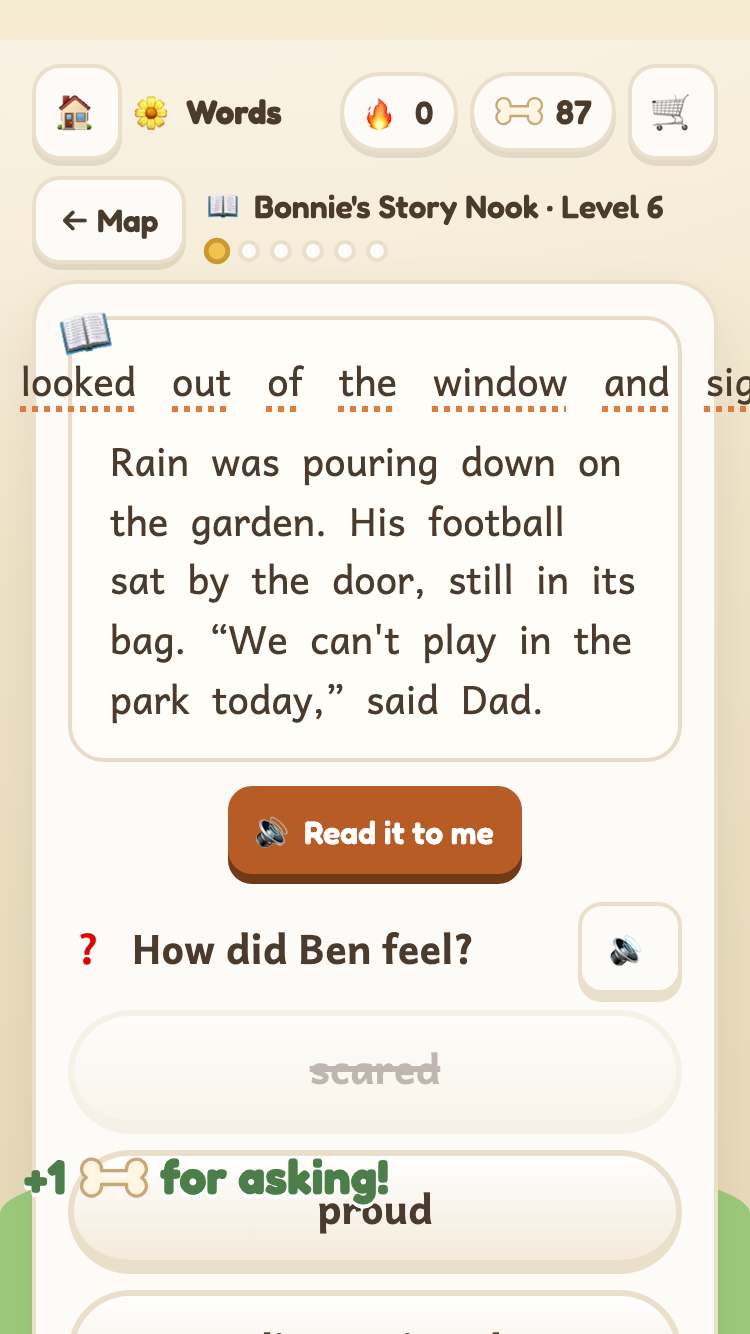 Words
0
87
← Map
Bonnie's Story Nook · Level 6
looked out of the window and
Rain was pouring down on
the garden. His football
sat by the door, still in its
bag. “We can't play in the
park today,” said Dad.
Read it to me
? How did Ben feel?
scared
+1 for asking!
proud